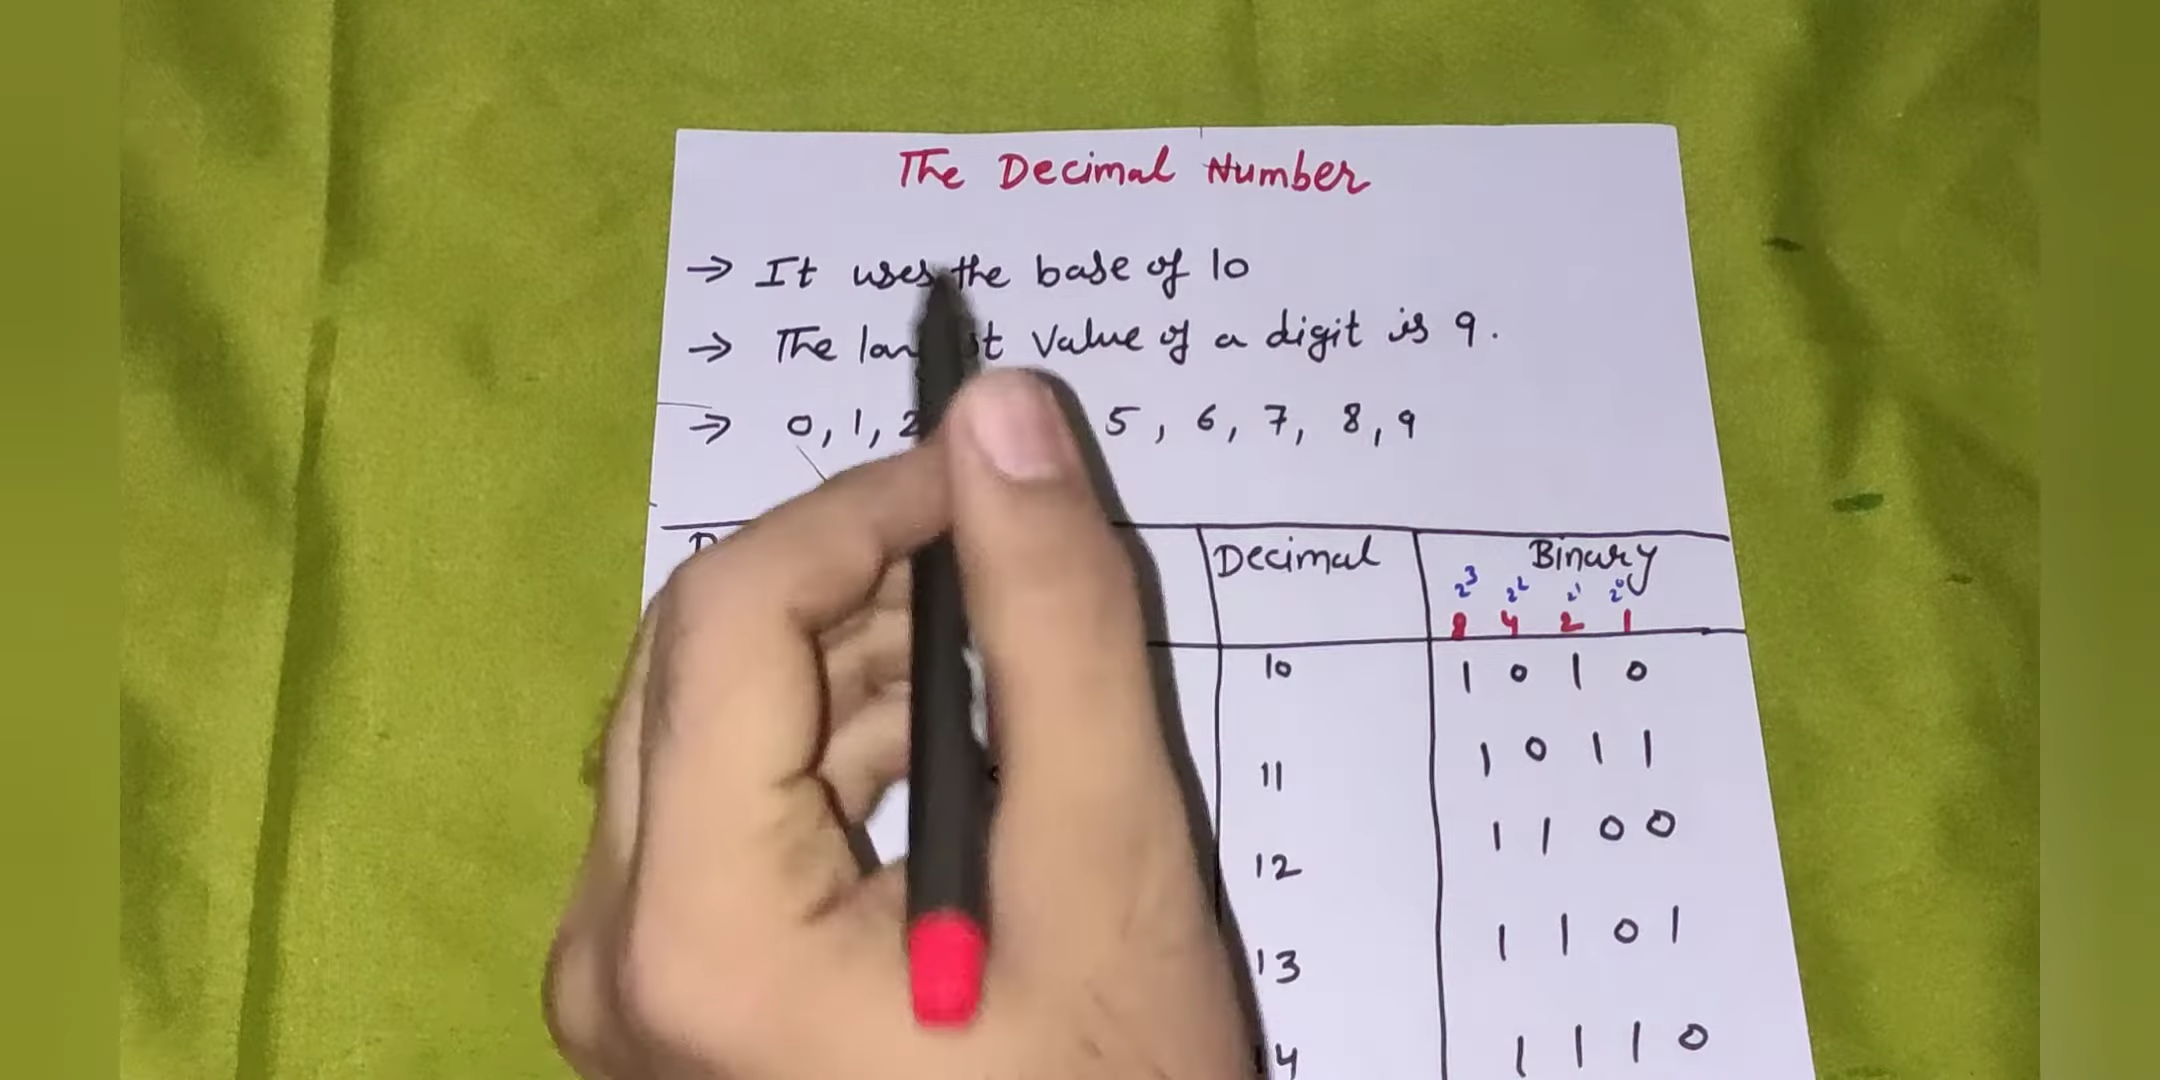 The Decimal Number
→ It uses the base of 10
→ The Value of a digit is 9.
→ 0, 1, 2 5, 6, 7, 8, 9
Decimal Binary
2³ 2² 2¹ 2⁰
8 4 2 1
10 1 0 1 0
11 1 0 1 1
12 1 1 0 0
13 1 1 0 1
14 1 1 1 0